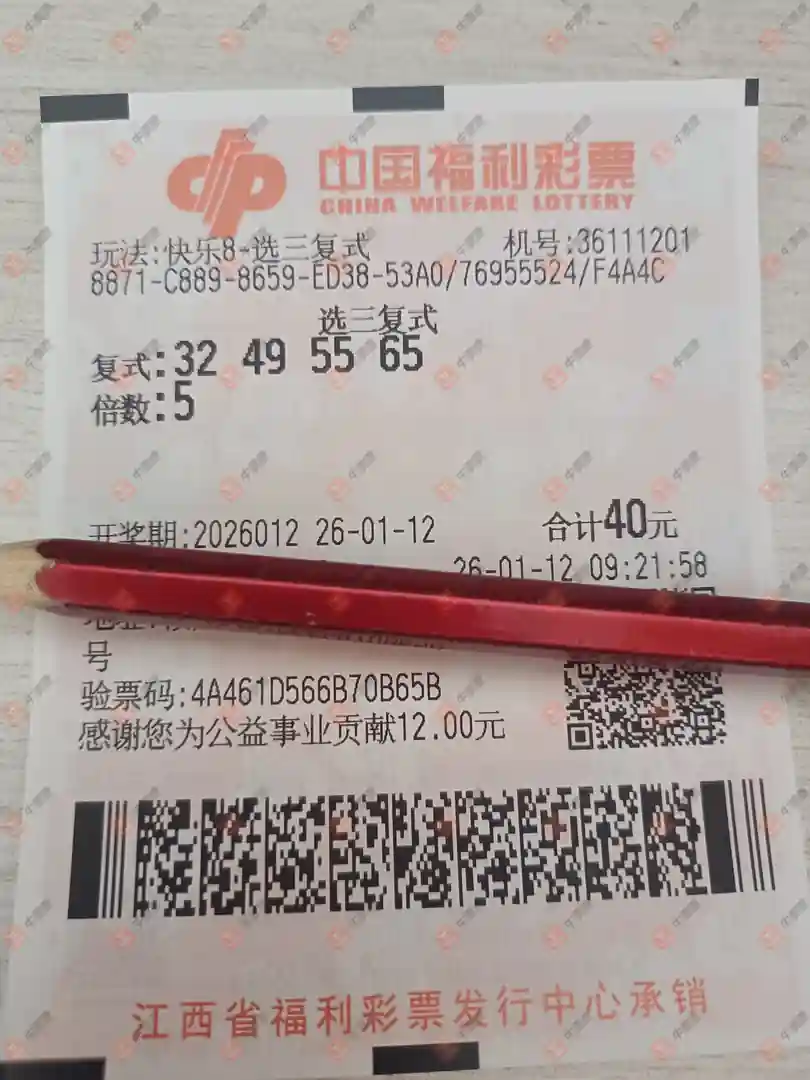 中国福利彩票
CHINA WELFARE LOTTERY
玩法:快乐8-选三复式 机号:36111201
8871-C889-8659-ED38-53A0/76955524/F4A4C
选三复式
复式:32 49 55 65
倍数:5
开奖期:2026012 26-01-12 合计40元
26-01-12 09:21:58
地址:
号
验票码:4A461D566B70B65B
感谢您为公益事业贡献12.00元
江西省福利彩票发行中心承销